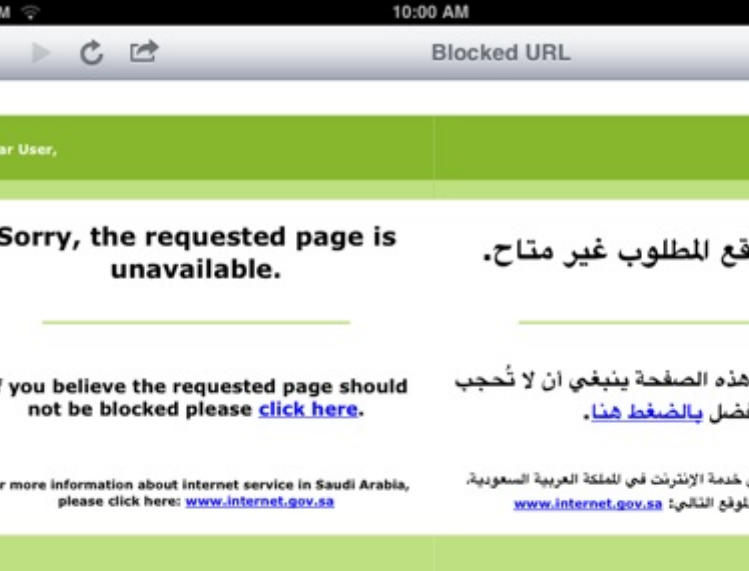 10:00 AM
Blocked URL
User,
Sorry, the requested page is
unavailable.
غير متاح.
المطلوب
you believe the requested page should
not be blocked please click here.
هذه الصفحة ينبغي أن لا تُحجب
بالضغط هنا.
more information about internet service in Saudi Arabia,
please click here: www.internet.gov.sa
خدمة الإنترنت في المملكة العربية السعودية،
التالي: www.internet.gov.sa